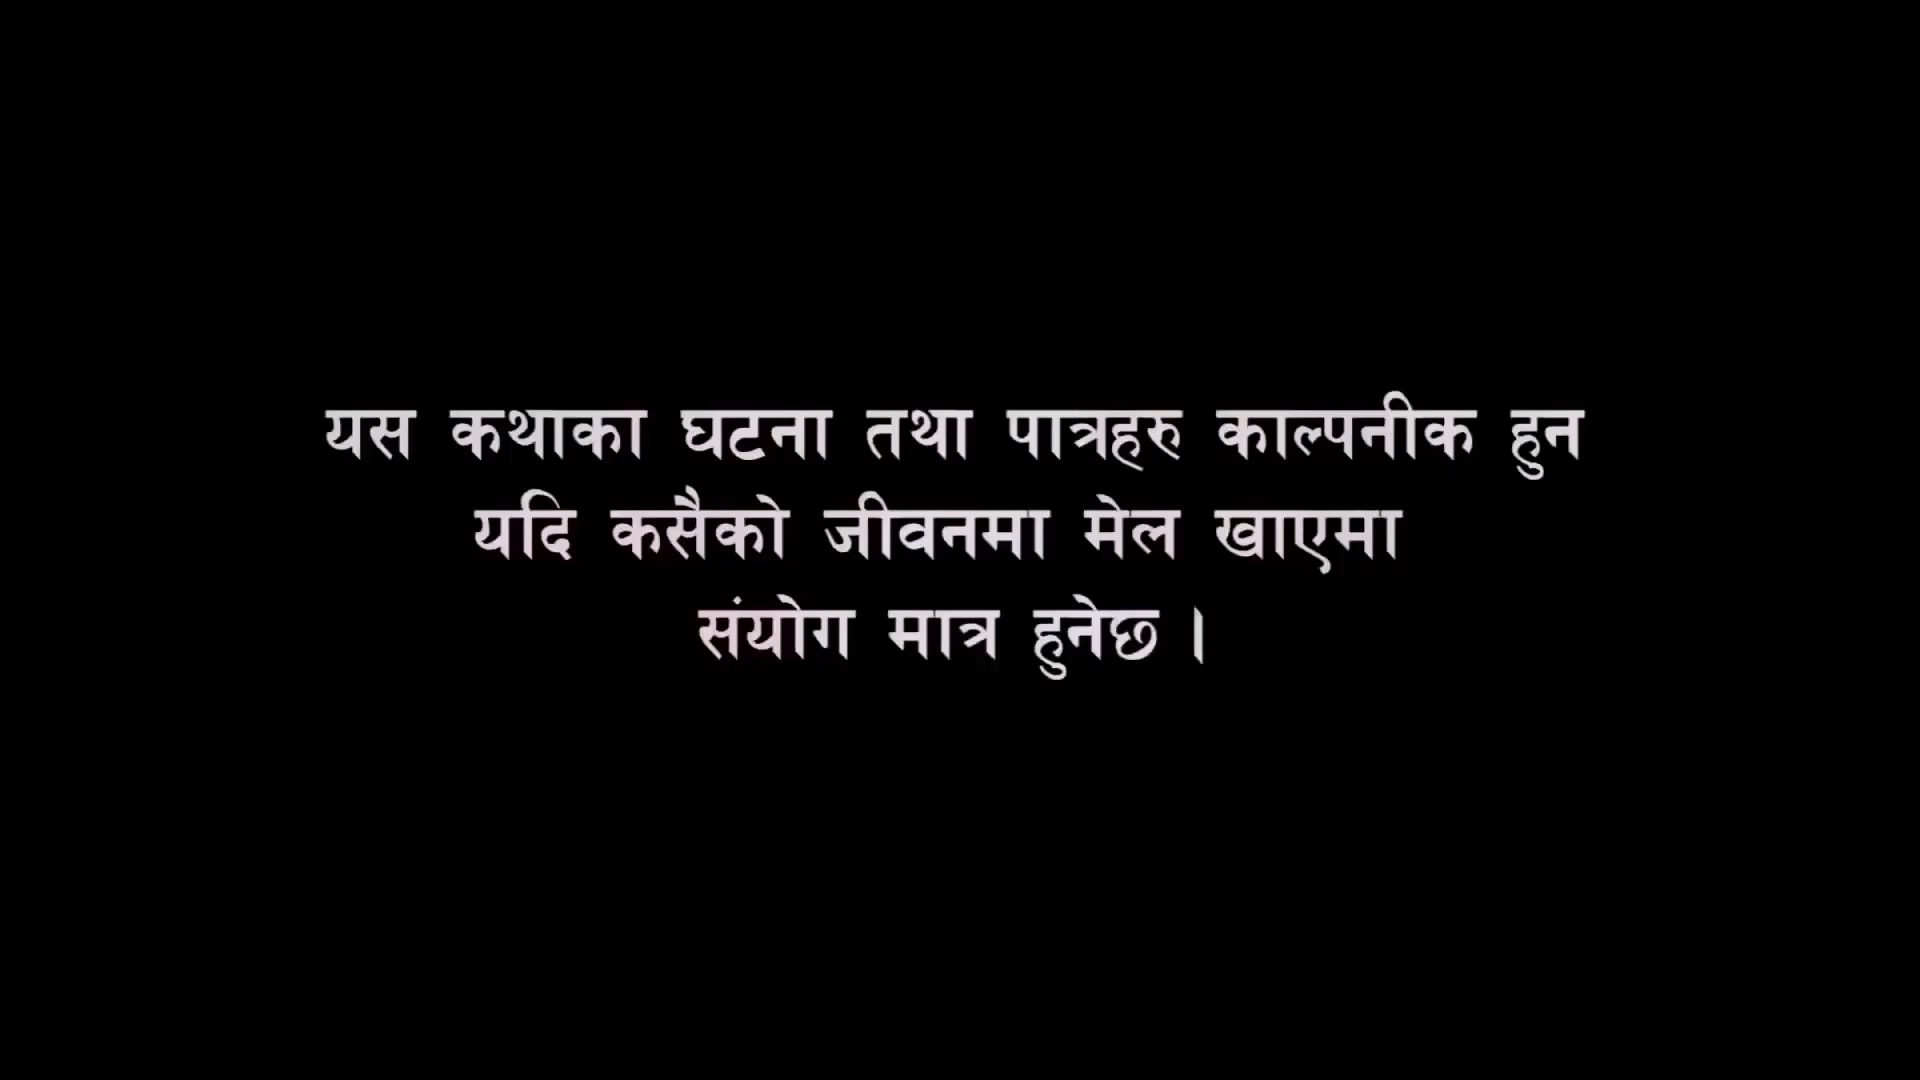 यस कथाका घटना तथा पात्रहरु काल्पनीक हुन
यदि कसैको जीवनमा मेल खाएमा
संयोग मात्र हुनेछ ।